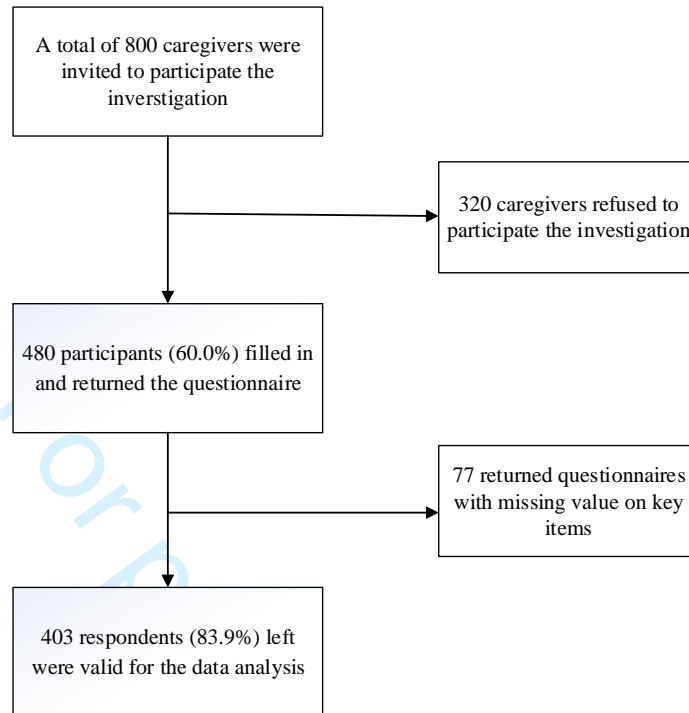 A total of 800 caregivers were
invited to participate the
inverstigation
320 caregivers refused to
participate the investigation
480 participants (60.0%) filled in
and returned the questionnaire
77 returned questionnaires
with missing value on key
items
403 respondents (83.9%) left
were valid for the data analysis
or p